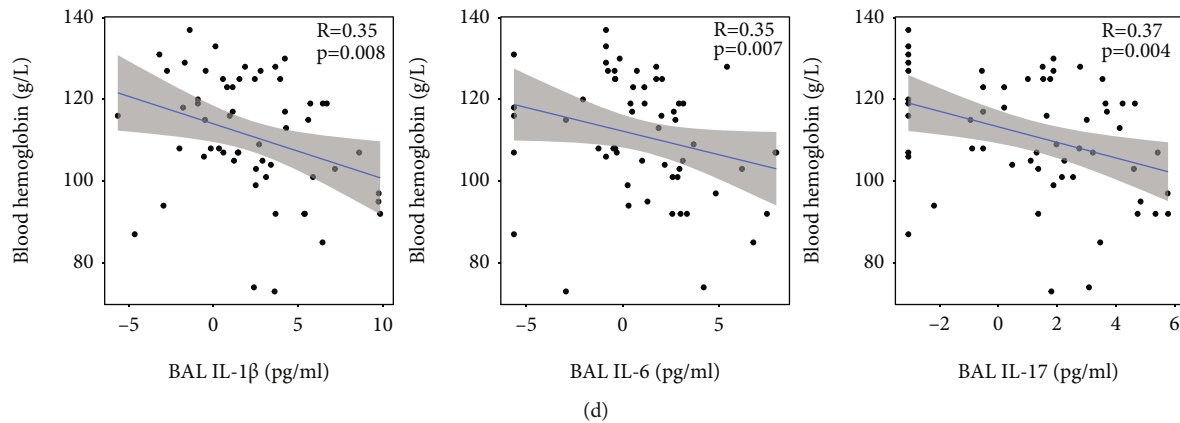 140
120
100
80
Blood hemoglobin (g/L)
R=0.35
p=0.008
−5
0
5
10
BAL IL-1β (pg/ml)
140
120
100
80
Blood hemoglobin (g/L)
R=0.35
p=0.007
−5
0
5
BAL IL-6 (pg/ml)
140
120
100
80
Blood hemoglobin (g/L)
R=0.37
p=0.004
−2
0
2
4
6
BAL IL-17 (pg/ml)
(d)